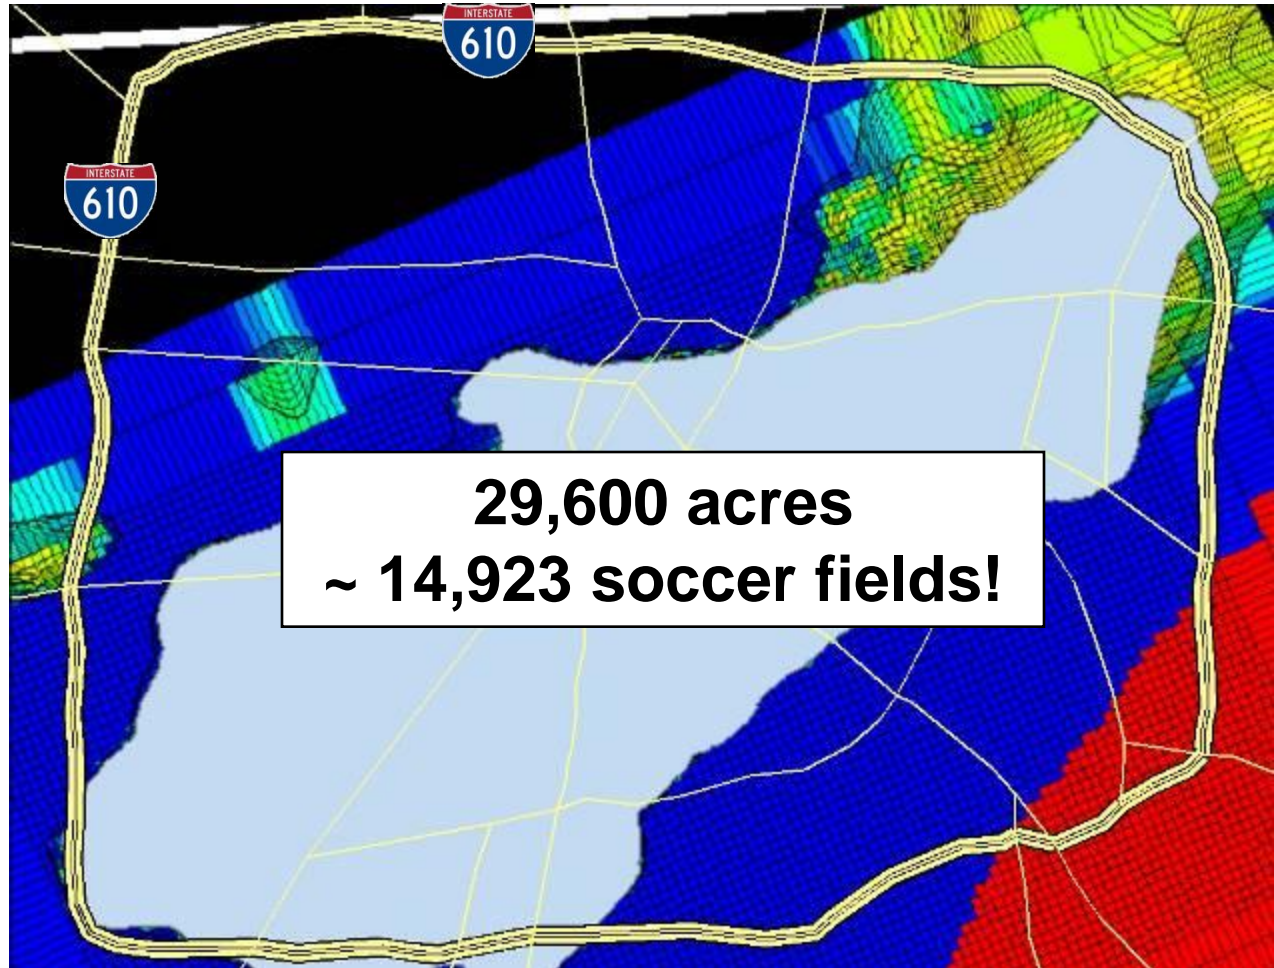 INTERSTATE
610
INTERSTATE
610
29,600 acres
~ 14,923 soccer fields!